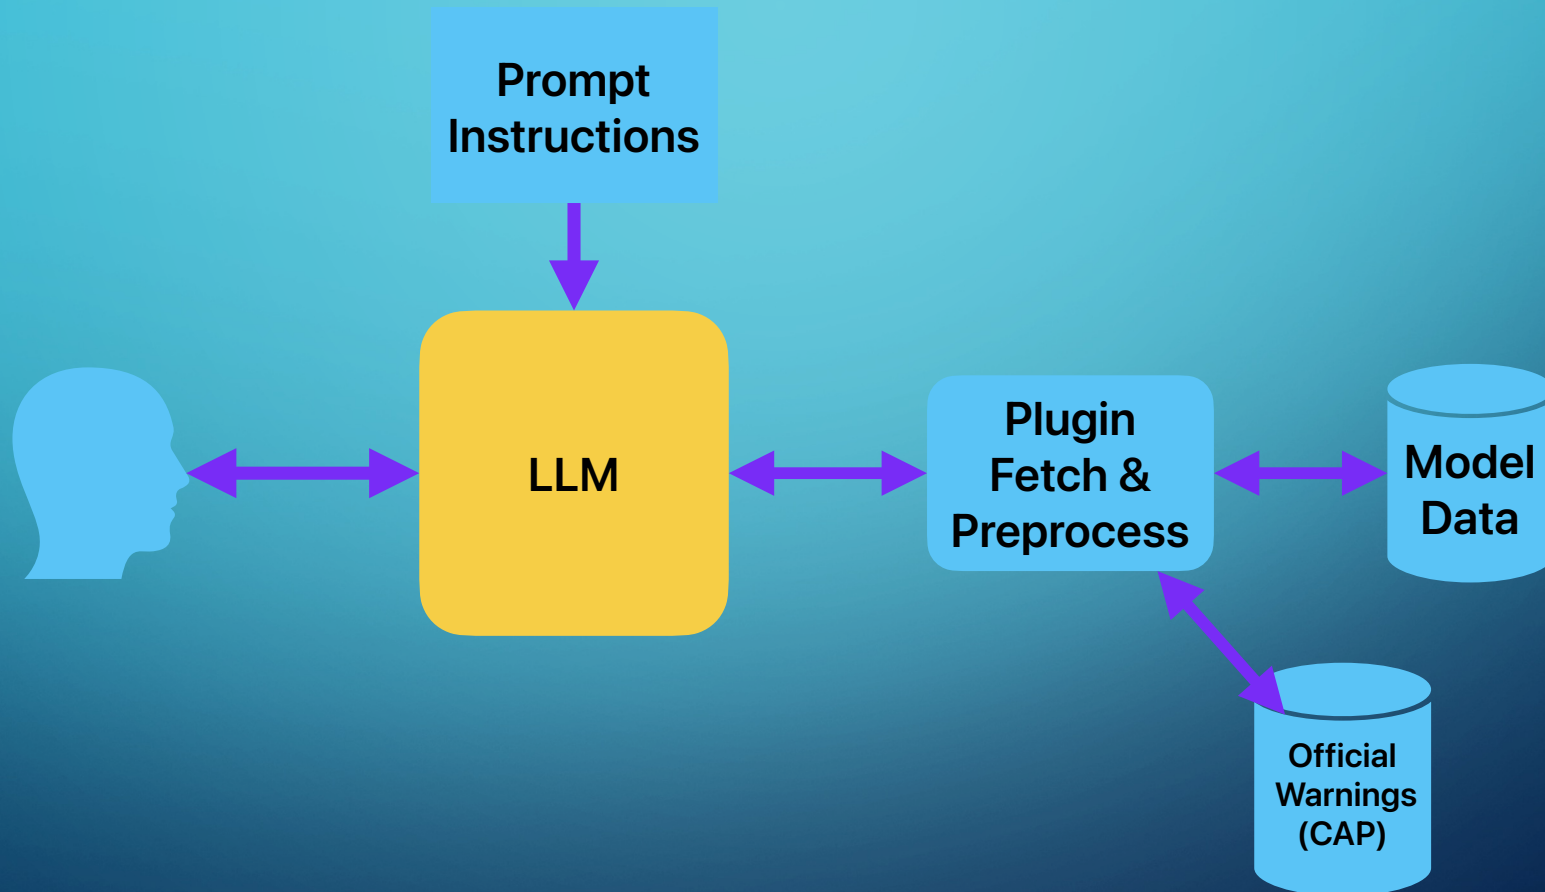 Prompt
Instructions
LLM
Plugin
Fetch &
Preprocess
Model
Data
Official
Warnings
(CAP)